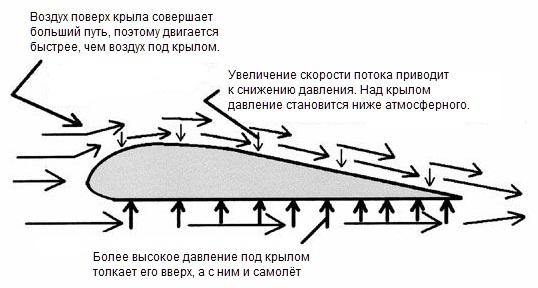 Воздух поверх крыла совершает
больший путь, поэтому двигается
быстрее, чем воздух под крылом.
Увеличение скорости потока приводит
к снижению давления. Над крылом
давление становится ниже атмосферного.
Более высокое давление под крылом
толкает его вверх, а с ним и самолёт